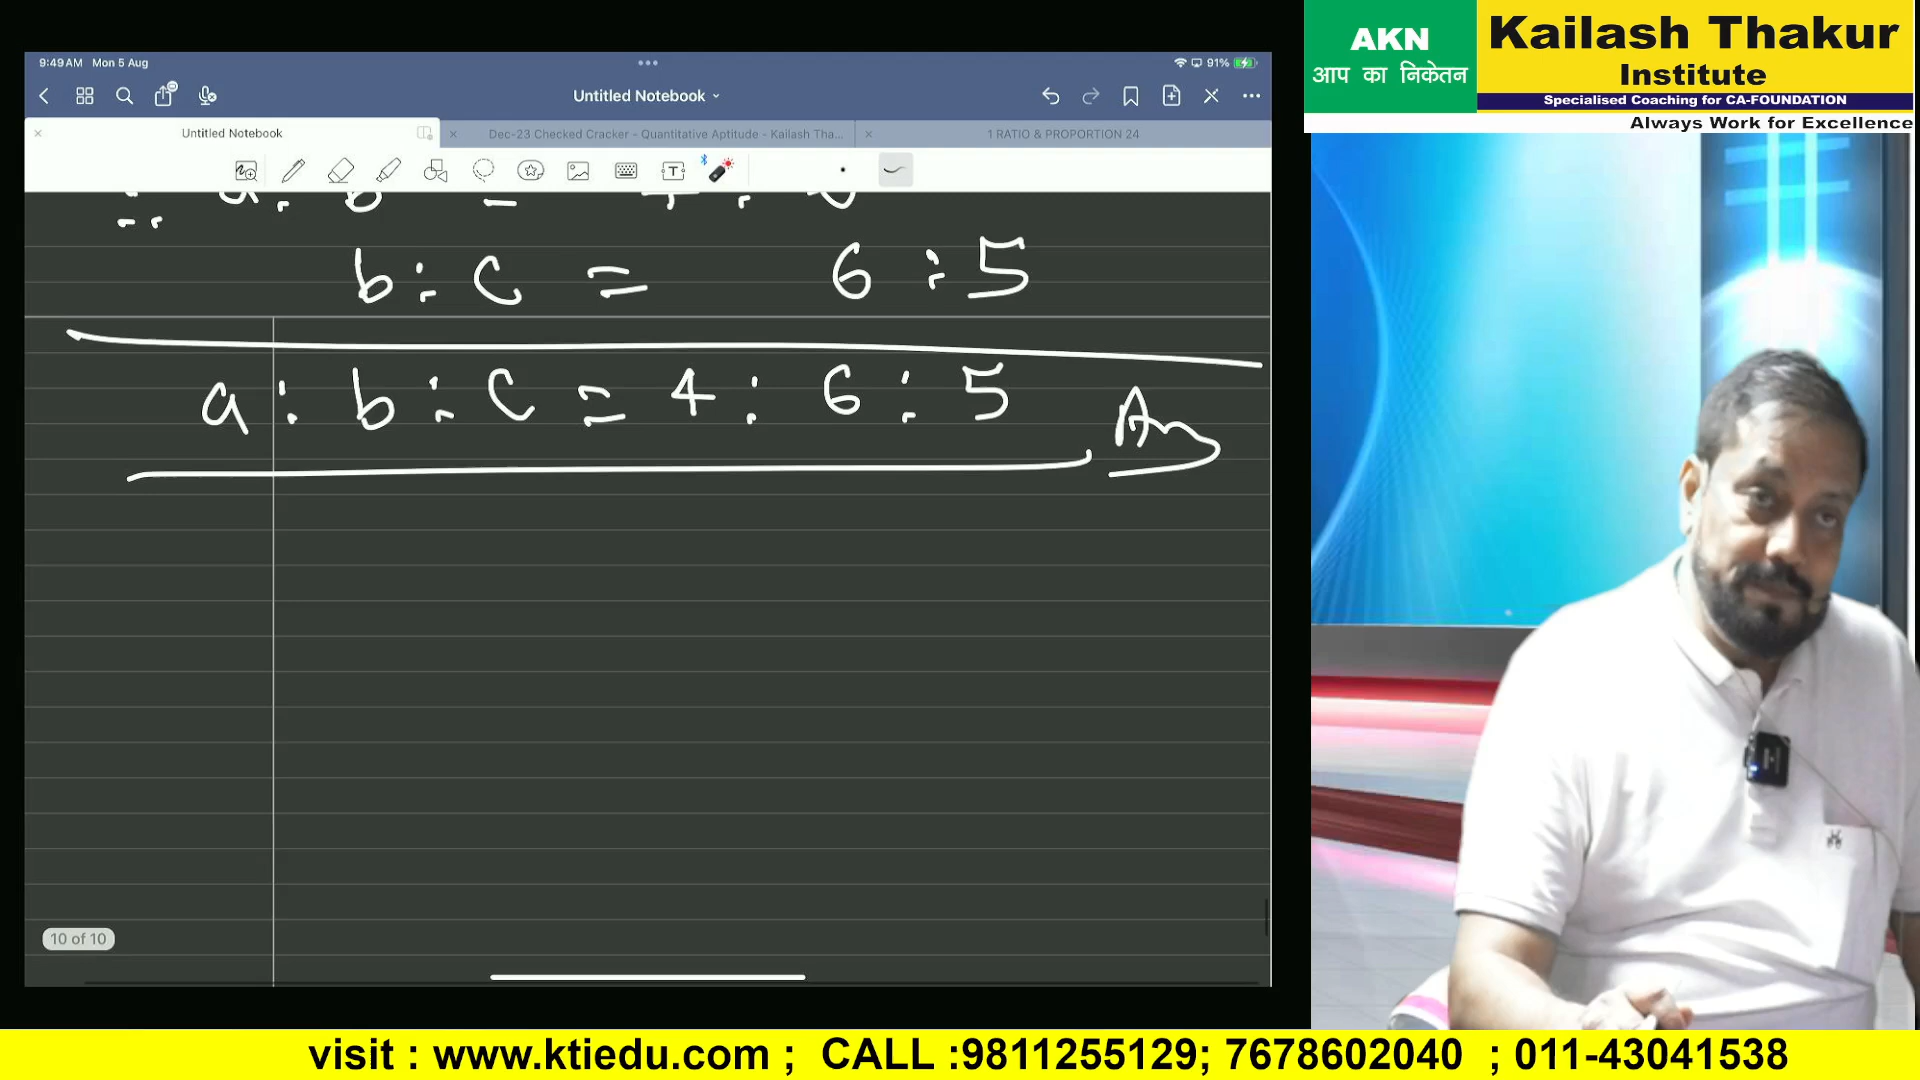 AKN
आप का निकेतन
Kailash Thakur
Institute
Specialised Coaching for CA-FOUNDATION
Always Work for Excellence
9:49 AM Mon 5 Aug
91%
Untitled Notebook
Untitled Notebook
Dec-23 Checked Cracker - Quantitative Aptitude - Kailash Tha...
1 RATIO & PROPORTION 24
b : c = 6 : 5
a : b : c = 4 : 6 : 5 Ans
10 of 10
visit : www.ktiedu.com ; CALL :9811255129; 7678602040 ; 011-43041538